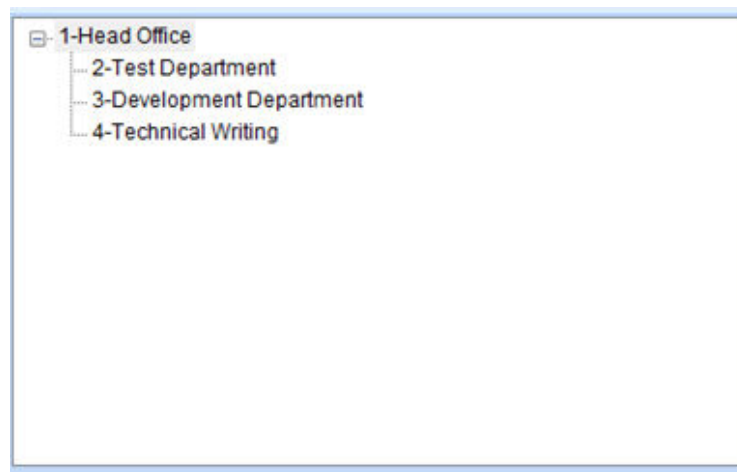 1-Head Office
2-Test Department
3-Development Department
4-Technical Writing